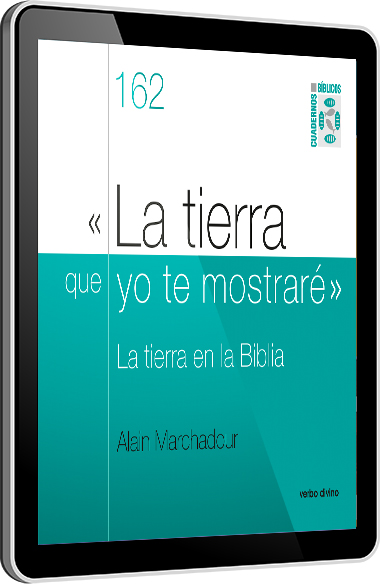 162
CUADERNOS
BÍBLICOS
« La tierra
que yo te mostraré»
La tierra en la Biblia
Alain Marchadour
verbo divino